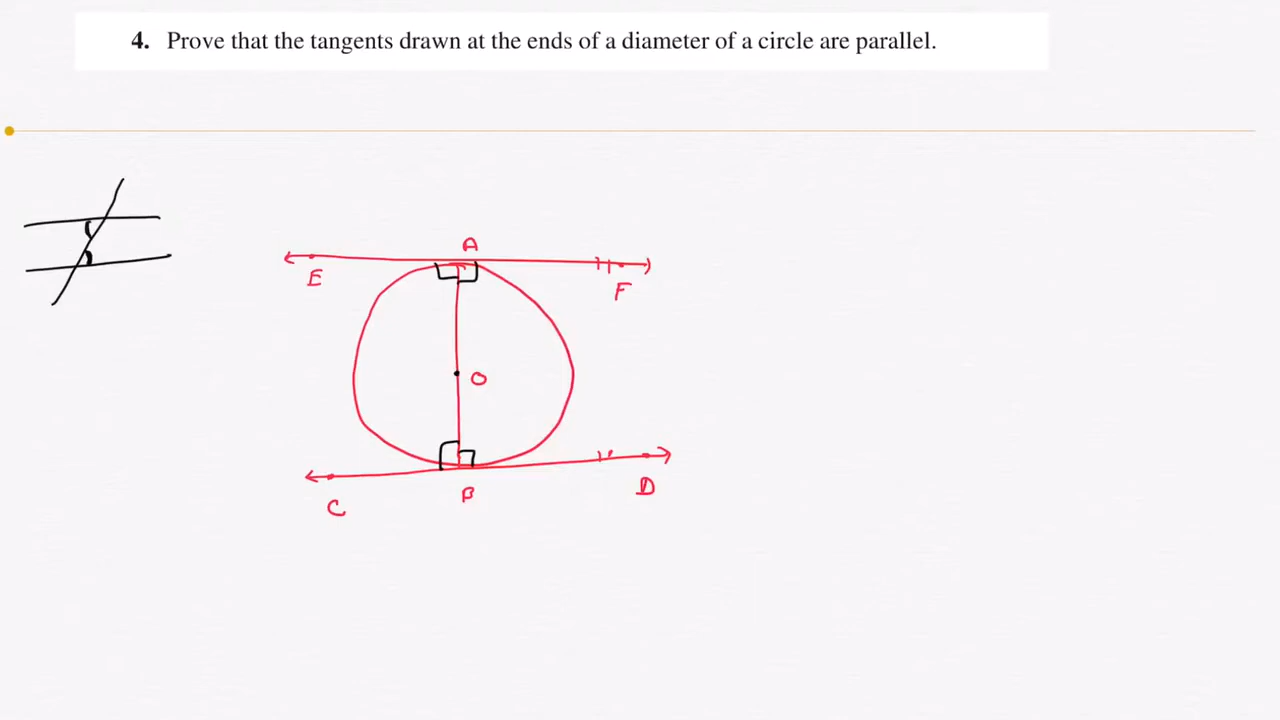 4. Prove that the tangents drawn at the ends of a diameter of a circle are parallel.
A
E
F
O
B
D
C